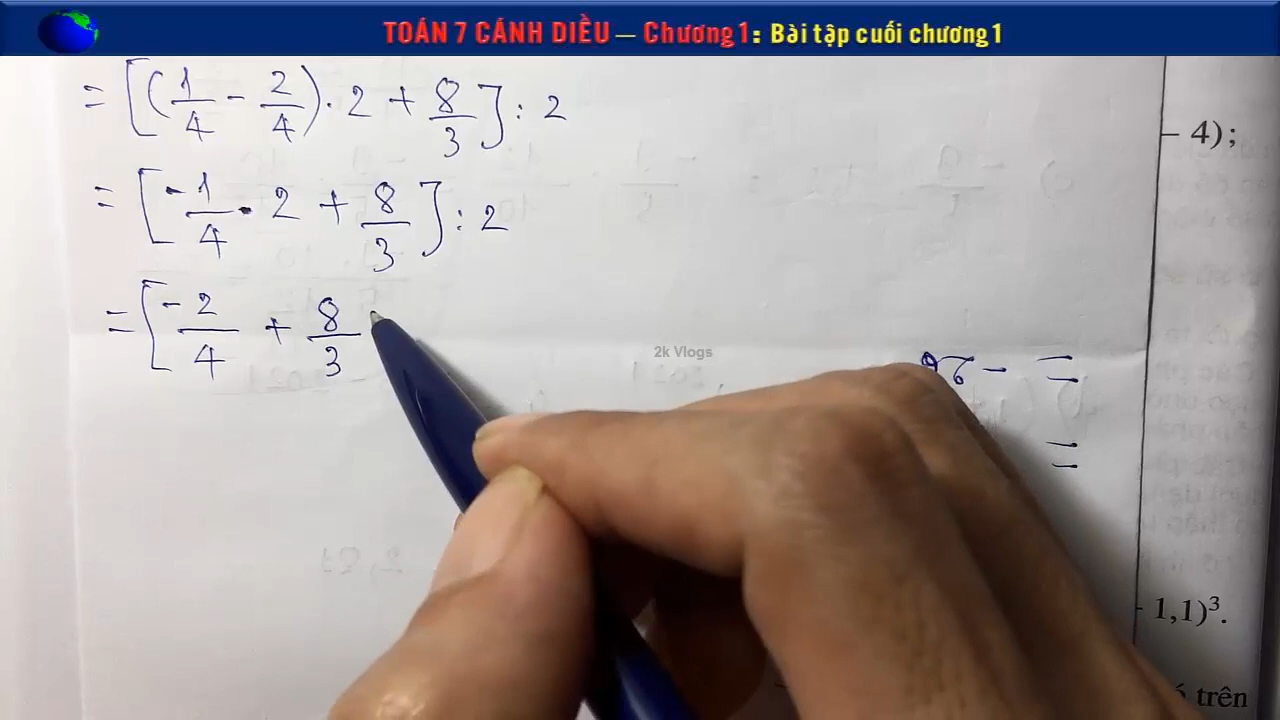 TOÁN 7 CÁNH DIỀU — Chương 1: Bài tập cuối chương 1
= [(1/4 - 2/4) . 2 + 8/3] : 2
- 4);
= [-1/4 . 2 + 8/3] : 2
= [-2/4 + 8/3
2k Vlogs
= - 26
=
1,1)³.
trên